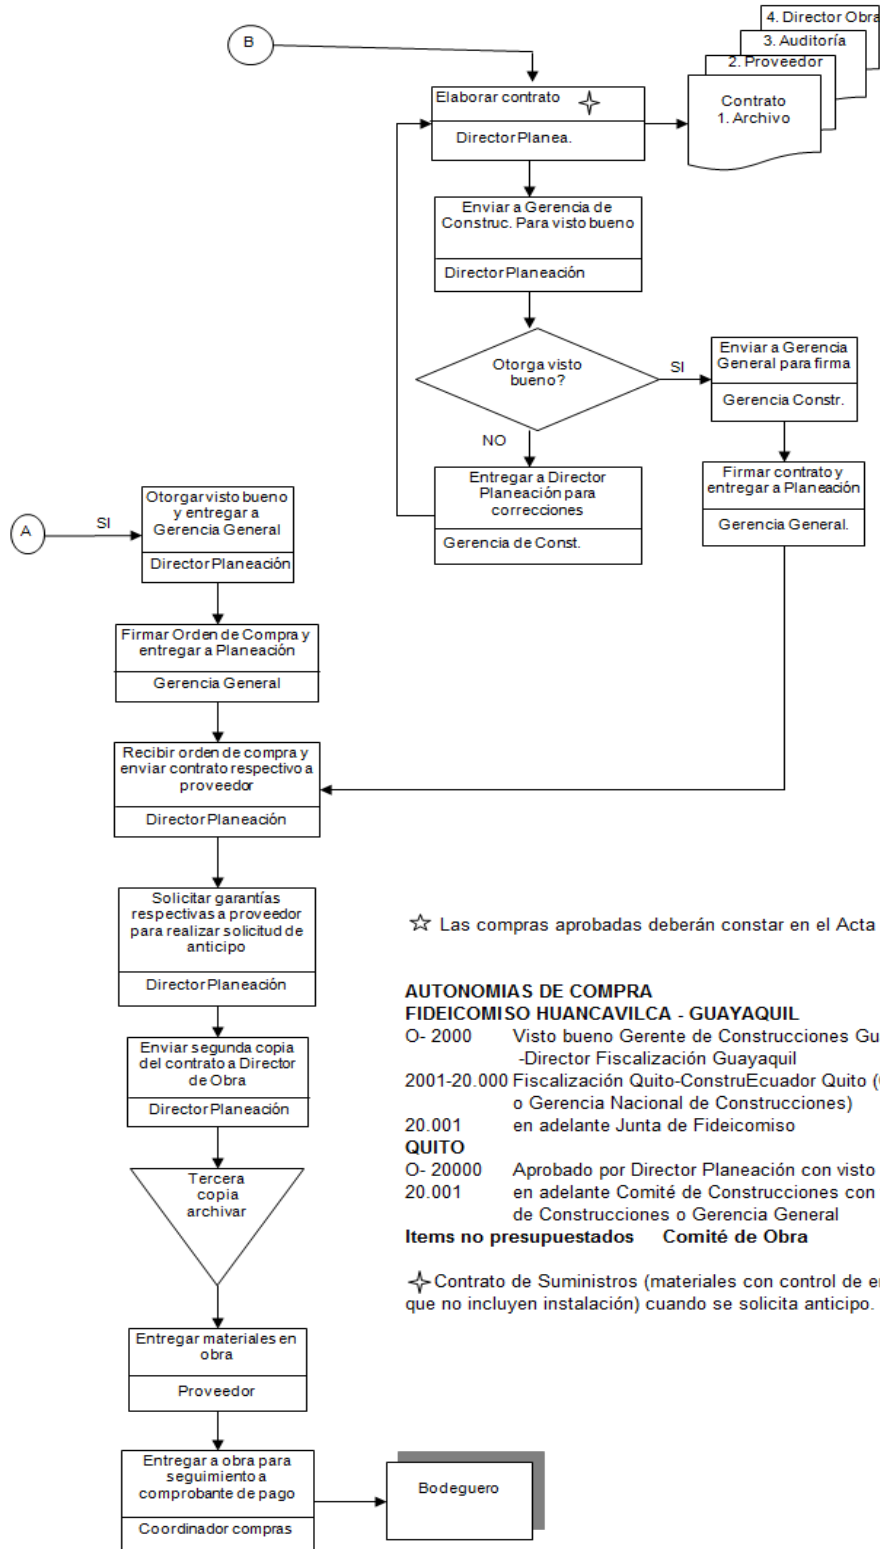 B
4. Director Obra
3. Auditoría
2. Proveedor
Contrato
1. Archivo
Elaborar contrato
Director Planea.
Enviar a Gerencia de
Construc. Para visto bueno
Director Planeación
Otorga visto
bueno?
SI
Enviar a Gerencia
General para firma
Gerencia Constr.
NO
Entregar a Director
Planeación para
correcciones
Gerencia de Const.
Firmar contrato y
entregar a Planeación
Gerencia General.
A
SI
Otorgar visto bueno
y entregar a
Gerencia General
Director Planeación
Firmar Orden de Compra y
entregar a Planeación
Gerencia General
Recibir orden de compra y
enviar contrato respectivo a
proveedor
Director Planeación
Solicitar garantías
respectivas a proveedor
para realizar solicitud de
anticipo
Director Planeación
Enviar segunda copia
del contrato a Director
de Obra
Director Planeación
Tercera
copia
archivar
Entregar materiales en
obra
Proveedor
Entregar a obra para
seguimiento a
comprobante de pago
Coordinador compras
Bodeguero
Las compras aprobadas deberán constar en el Acta
AUTONOMIAS DE COMPRA
FIDEICOMISO HUANCAVILCA - GUAYAQUIL
O- 2000 Visto bueno Gerente de Construcciones
-Director Fiscalización Guayaquil
2001-20.000 Fiscalización Quito-ConstruEcuador Quito
o Gerencia Nacional de Construcciones)
20.001 en adelante Junta de Fideicomiso
QUITO
O- 20000 Aprobado por Director Planeación con visto
20.001 en adelante Comité de Construcciones con
de Construcciones o Gerencia General
Items no presupuestados Comité de Obra
Contrato de Suministros (materiales con control de
que no incluyen instalación) cuando se solicita anticipo.